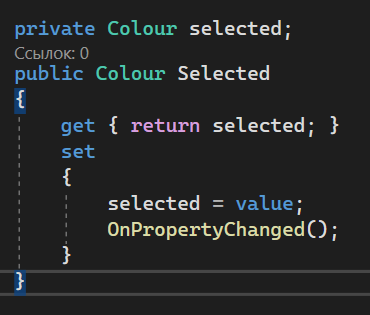 private Colour selected;
Ссылок: 0
public Colour Selected
{
    get { return selected; }
    set
    {
        selected = value;
        OnPropertyChanged();
    }
}